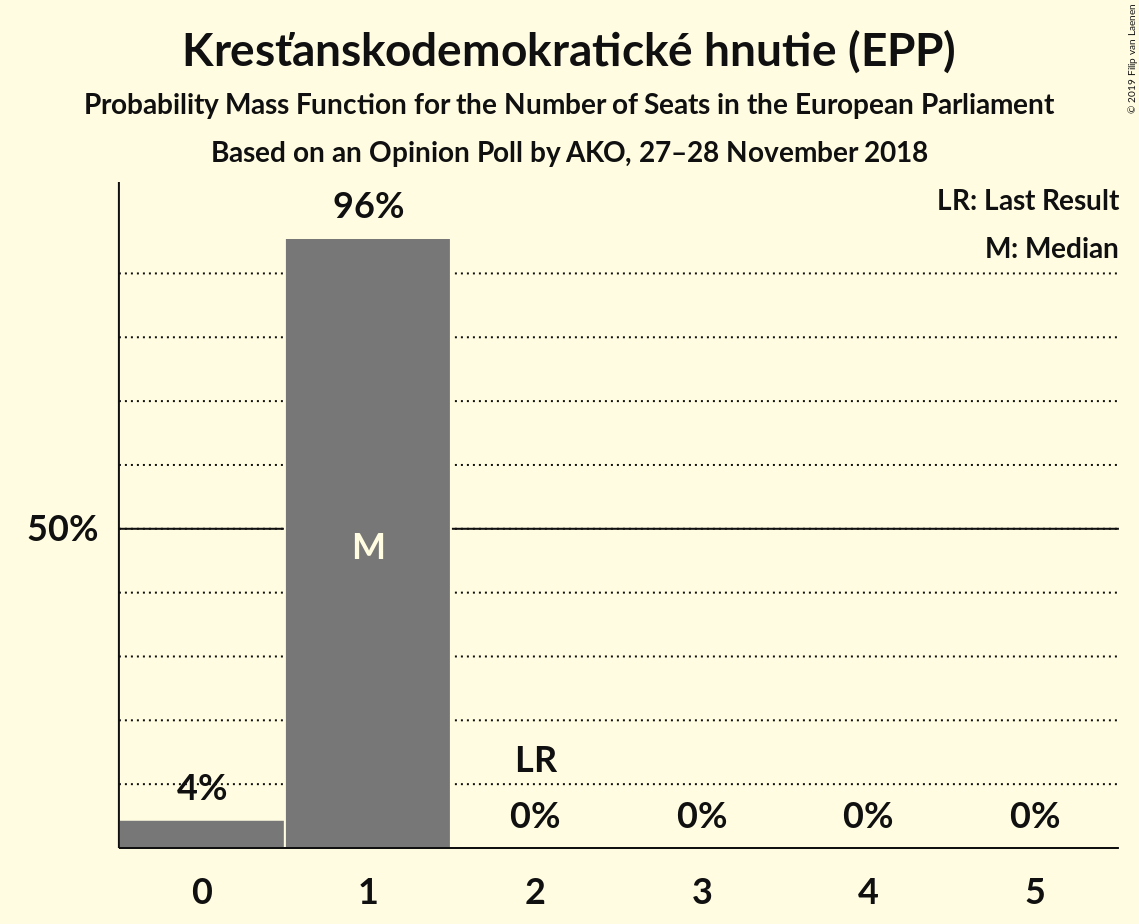 Kresťanskodemokratické hnutie (EPP)
Probability Mass Function for the Number of Seats in the European Parliament
Based on an Opinion Poll by AKO, 27–28 November 2018
© 2019 Filip van Laenen
LR: Last Result
M: Median
96%
50%
M
LR
4%
0%
0%
0%
0%
0
1
2
3
4
5